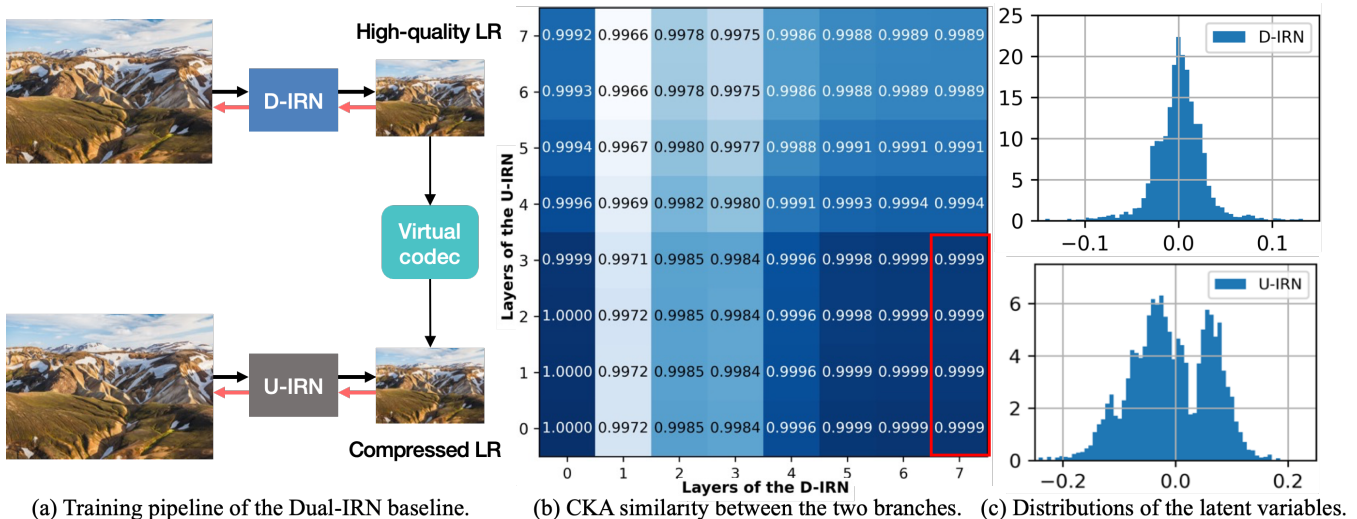 High-quality LR
D-IRN
Virtual
codec
U-IRN
Compressed LR
(a) Training pipeline of the Dual-IRN baseline.
Layers of the U-IRN
7 0.9992 0.9966 0.9978 0.9975 0.9986 0.9988 0.9989 0.9989
6 0.9993 0.9966 0.9978 0.9975 0.9986 0.9988 0.9989 0.9989
5 0.9994 0.9967 0.9980 0.9977 0.9988 0.9991 0.9991 0.9991
4 0.9996 0.9969 0.9982 0.9980 0.9991 0.9993 0.9994 0.9994
3 0.9999 0.9971 0.9985 0.9984 0.9996 0.9998 0.9999 0.9999
2 1.0000 0.9972 0.9985 0.9984 0.9996 0.9998 0.9999 0.9999
1 1.0000 0.9972 0.9985 0.9984 0.9996 0.9999 0.9999 0.9999
0 1.0000 0.9972 0.9985 0.9984 0.9996 0.9999 0.9999 0.9999
0 1 2 3 4 5 6 7
Layers of the D-IRN
(b) CKA similarity between the two branches.
25
20
15
10
5
0
D-IRN
−0.1 0.0 0.1
6
4
2
0
U-IRN
−0.2 0.0 0.2
(c) Distributions of the latent variables.